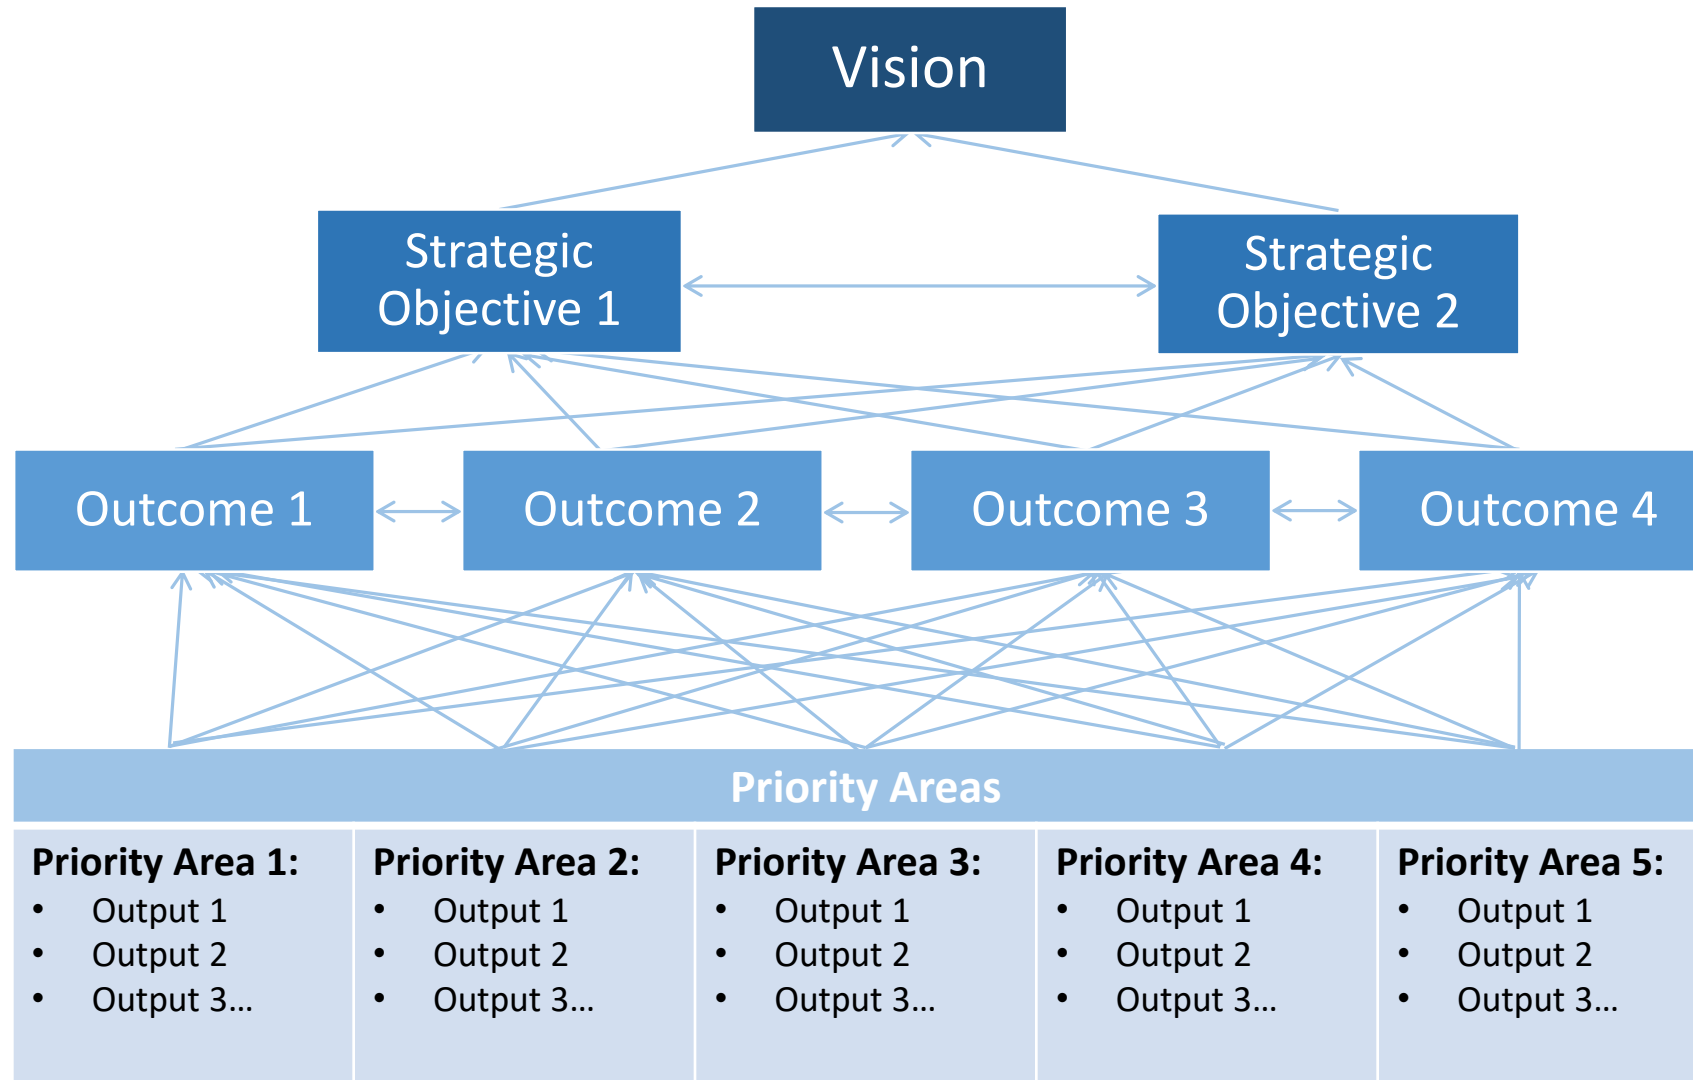 Vision
Strategic
Objective 1
Strategic
Objective 2
Outcome 1
Outcome 2
Outcome 3
Outcome 4
Priority Areas
Priority Area 1:
• Output 1
• Output 2
• Output 3...
Priority Area 2:
• Output 1
• Output 2
• Output 3...
Priority Area 3:
• Output 1
• Output 2
• Output 3...
Priority Area 4:
• Output 1
• Output 2
• Output 3...
Priority Area 5:
• Output 1
• Output 2
• Output 3...